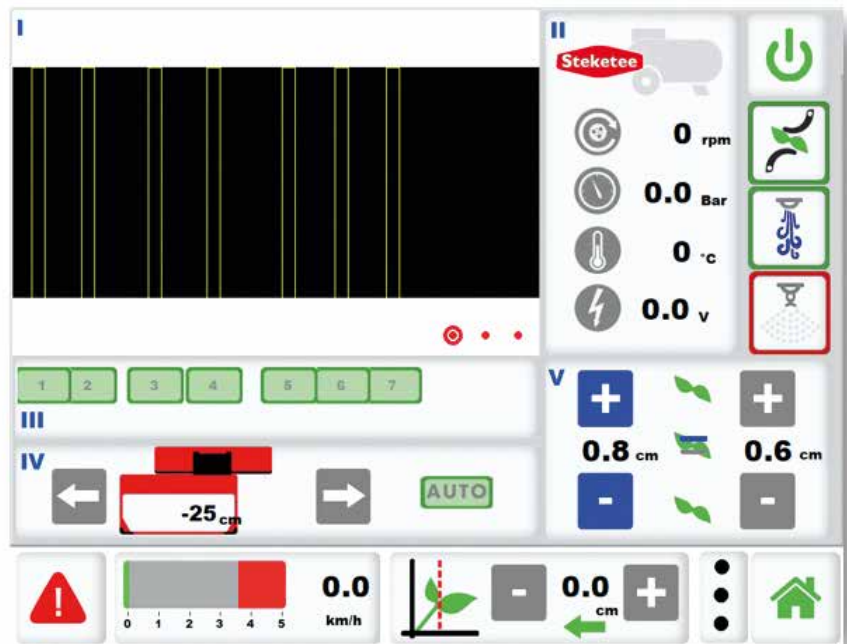 I
II
Steketee
0 rpm
0.0 Bar
0 °C
0.0 V
1 2 3 4 5 6 7
III
IV
-25 cm
AUTO
V
+ +
0.8 cm 0.6 cm
- -
!
0 1 2 3 4 5
0.0
km/h
- 0.0 +
cm